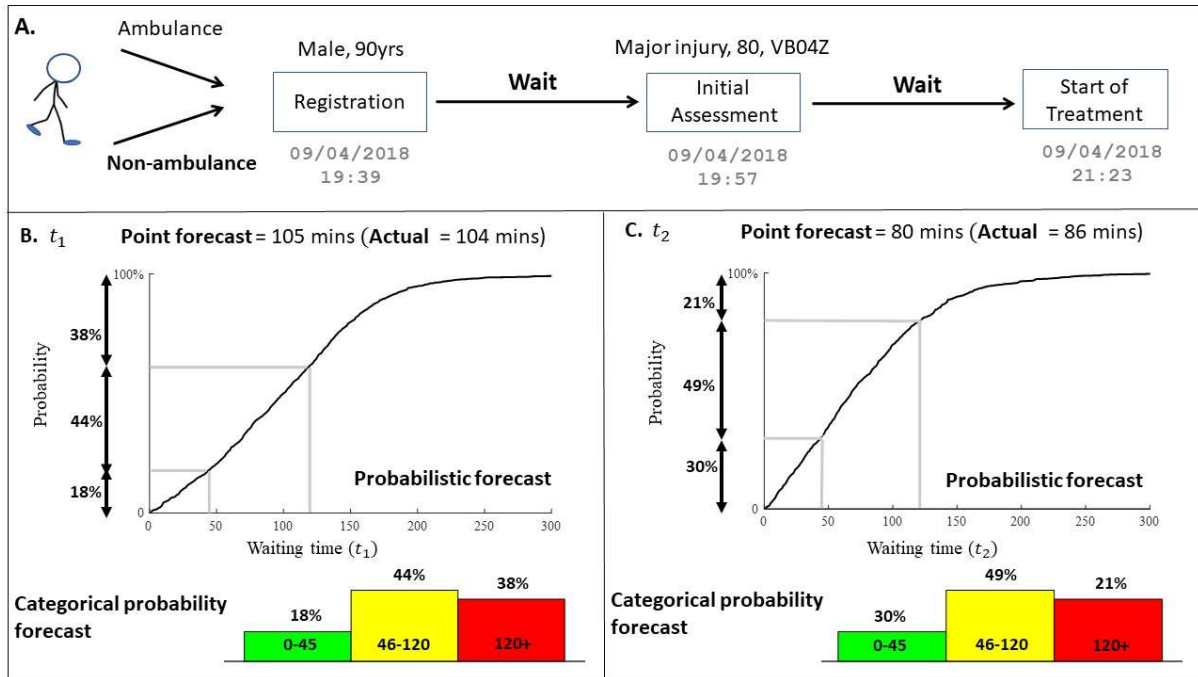 A.
Ambulance
Non-ambulance
Male, 90yrs
Registration
09/04/2018
19:39
Wait
Major injury, 80, VB04Z
Initial
Assessment
09/04/2018
19:57
Wait
Start of
Treatment
09/04/2018
21:23
B. t₁ Point forecast = 105 mins (Actual = 104 mins)
Probability
100%
38%
44%
18%
0
0 50 100 150 200 250 300
Waiting time (t₁)
Probabilistic forecast
Categorical probability
forecast
18% 44% 38%
0-45 46-120 120+
C. t₂ Point forecast = 80 mins (Actual = 86 mins)
Probability
100%
21%
49%
30%
0
0 50 100 150 200 250 300
Waiting time (t₂)
Probabilistic forecast
Categorical probability
forecast
30% 49% 21%
0-45 46-120 120+